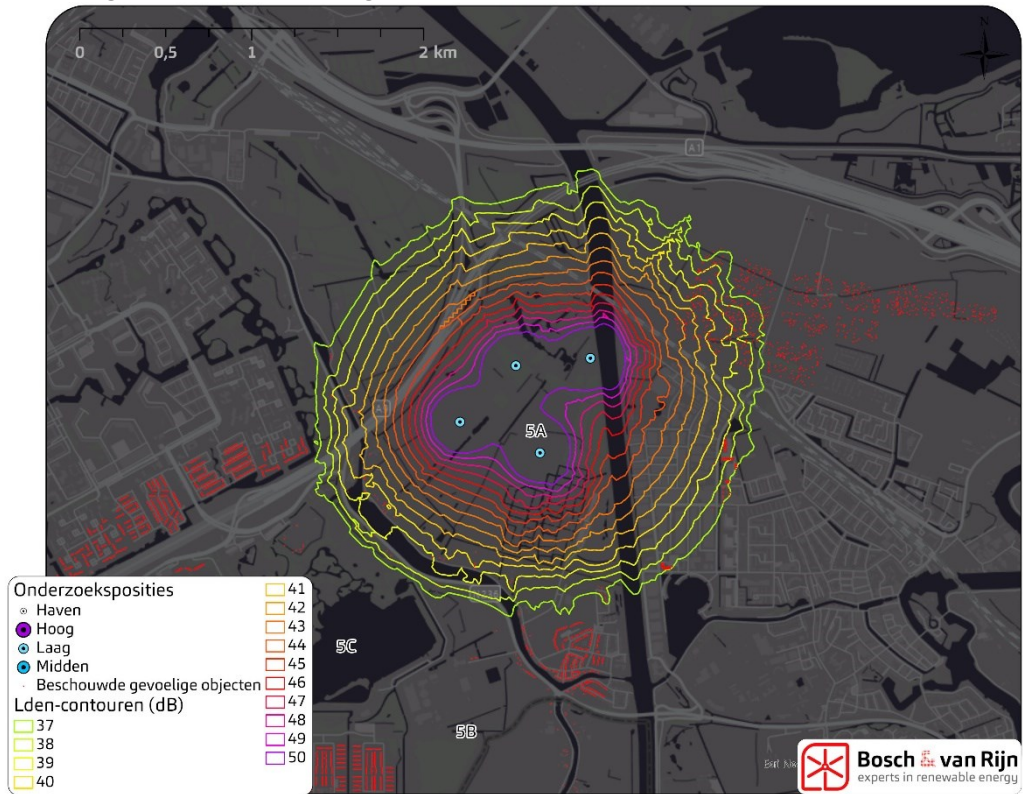 0 0,5 1 2 km
N
A1
5A
5C
5B
Onderzoeksposities
Haven
Hoog
Laag
Midden
Beschouwde gevoelige objecten
Lden-contouren (dB)
37
38
39
40
41
42
43
44
45
46
47
48
49
50
Bosch & van Rijn
experts in renewable energy